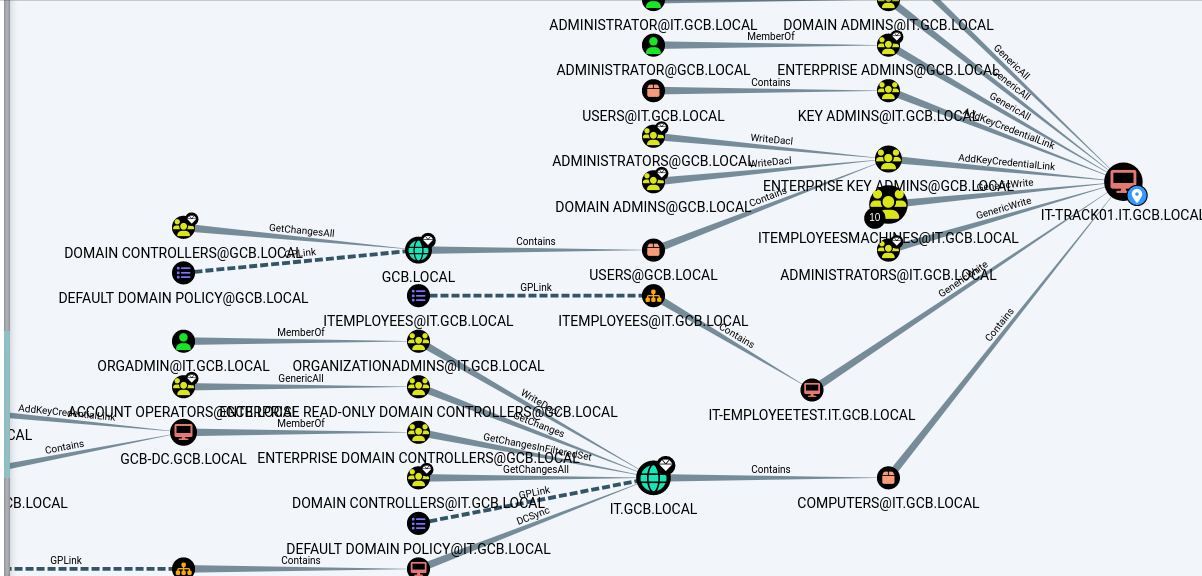 ADMINISTRATOR@IT.GCB.LOCAL
DOMAIN ADMINS@IT.GCB.LOCAL
MemberOf
GenericAll
ADMINISTRATOR@GCB.LOCAL
ENTERPRISE ADMINS@GCB.LOCAL
GenericAll
Contains
GenericAll
USERS@IT.GCB.LOCAL
KEY ADMINS@IT.GCB.LOCAL
AddKeyCredentialLink
WriteDacl
ADMINISTRATORS@GCB.LOCAL
WriteDacl
AddKeyCredentialLink
ENTERPRISE KEY ADMINS@GCB.LOCAL
GenericWrite
DOMAIN ADMINS@GCB.LOCAL
Contains
GenericWrite
10
IT-TRACK01.IT.GCB.LOCAL
GetChangesAll
ITEMPLOYEESMACHINES@IT.GCB.LOCAL
Contains
DOMAIN CONTROLLERS@GCB.LOCAL
GPLink
GCB.LOCAL
USERS@GCB.LOCAL
ADMINISTRATORS@IT.GCB.LOCAL
GenericWrite
GPLink
DEFAULT DOMAIN POLICY@GCB.LOCAL
ITEMPLOYEES@IT.GCB.LOCAL
ITEMPLOYEES@IT.GCB.LOCAL
Contains
Contains
MemberOf
ORGADMIN@IT.GCB.LOCAL
ORGANIZATIONADMINS@IT.GCB.LOCAL
GenericAll
WriteDacl
IT-EMPLOYEETEST.IT.GCB.LOCAL
AddKeyCredentialLink
ACCOUNT OPERATORS@GCB.LOCAL
ENTERPRISE READ-ONLY DOMAIN CONTROLLERS@GCB.LOCAL
GetChanges
MemberOf
CAL
Contains
GCB-DC.GCB.LOCAL
ENTERPRISE DOMAIN CONTROLLERS@GCB.LOCAL
GetChangesInFilteredSet
GetChangesAll
Contains
CB.LOCAL
DOMAIN CONTROLLERS@IT.GCB.LOCAL
GPLink
IT.GCB.LOCAL
COMPUTERS@IT.GCB.LOCAL
DCSync
DEFAULT DOMAIN POLICY@IT.GCB.LOCAL
GPLink
Contains